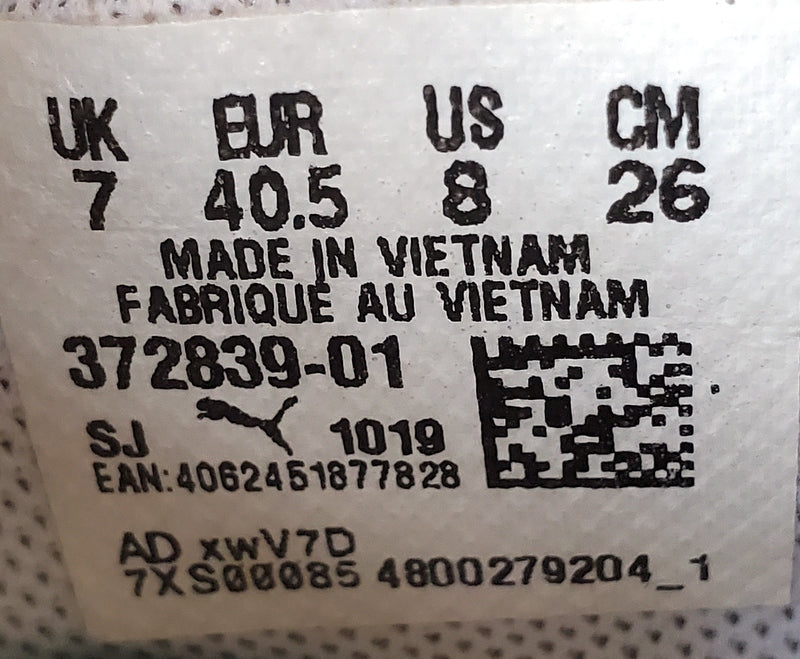 UK EUR US CM
7 40.5 8 26
MADE IN VIETNAM
FABRIQUE AU VIETNAM
372839-01
SJ 1019
EAN:4062451877828
AD xwV7D
7XS00085 4800279204_1